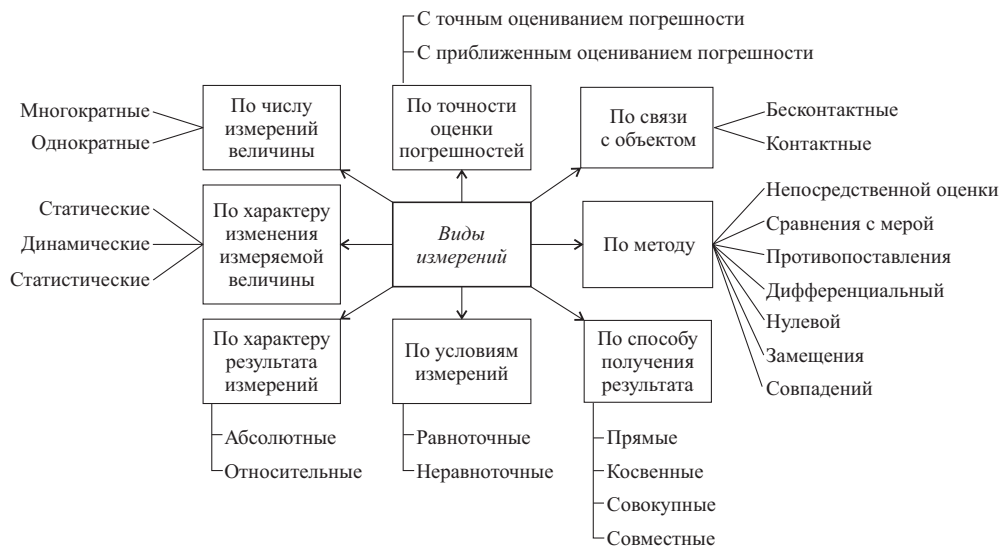 С точным оцениванием погрешности
С приближенным оцениванием погрешности
Многократные
Однократные
По числу
измерений
величины
По точности
оценки
погрешностей
По связи
с объектом
Бесконтактные
Контактные
Статические
Динамические
Статистические
По характеру
изменения
измеряемой
величины
Виды
измерений
По методу
Непосредственной оценки
Сравнения с мерой
Противопоставления
Дифференциальный
Нулевой
Замещения
Совпадений
По характеру
результата
измерений
Абсолютные
Относительные
По условиям
измерений
Равноточные
Неравноточные
По способу
получения
результата
Прямые
Косвенные
Совокупные
Совместные